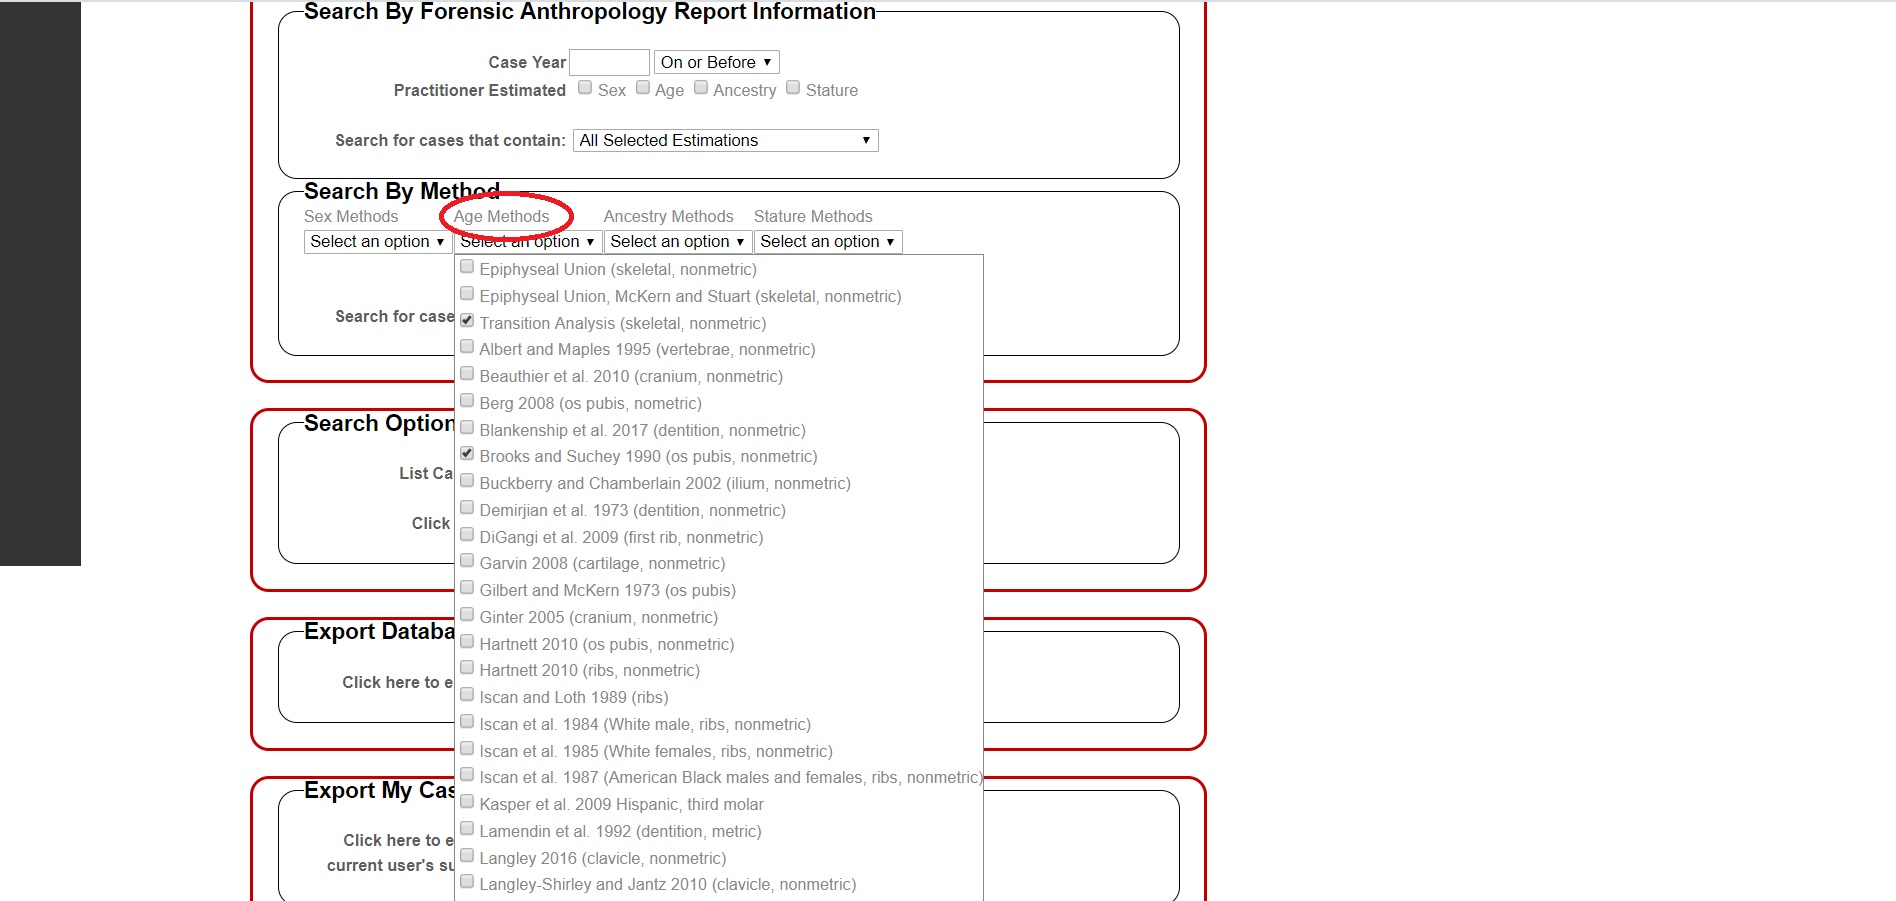 Search By Forensic Anthropology Report Information
Case Year On or Before
Practitioner Estimated Sex Age Ancestry Stature
Search for cases that contain: All Selected Estimations
Search By Method
Sex Methods Age Methods Ancestry Methods Stature Methods
Select an option Select an option Select an option Select an option
Epiphyseal Union (skeletal, nonmetric)
Epiphyseal Union, McKern and Stuart (skeletal, nonmetric)
Search for case
Transition Analysis (skeletal, nonmetric)
Albert and Maples 1995 (vertebrae, nonmetric)
Beauthier et al. 2010 (cranium, nonmetric)
Berg 2008 (os pubis, nometric)
Search Option
Blankenship et al. 2017 (dentition, nonmetric)
Brooks and Suchey 1990 (os pubis, nonmetric)
List Ca
Buckberry and Chamberlain 2002 (ilium, nonmetric)
Demirjian et al. 1973 (dentition, nonmetric)
Click
DiGangi et al. 2009 (first rib, nonmetric)
Garvin 2008 (cartilage, nonmetric)
Gilbert and McKern 1973 (os pubis)
Ginter 2005 (cranium, nonmetric)
Export Databa
Hartnett 2010 (os pubis, nonmetric)
Hartnett 2010 (ribs, nonmetric)
Click here to e
Iscan and Loth 1989 (ribs)
Iscan et al. 1984 (White male, ribs, nonmetric)
Iscan et al. 1985 (White females, ribs, nonmetric)
Iscan et al. 1987 (American Black males and females, ribs, nonmetric)
Export My Cas
Kasper et al. 2009 Hispanic, third molar
Lamendin et al. 1992 (dentition, metric)
Click here to e
Langley 2016 (clavicle, nonmetric)
current user's su
Langley-Shirley and Jantz 2010 (clavicle, nonmetric)